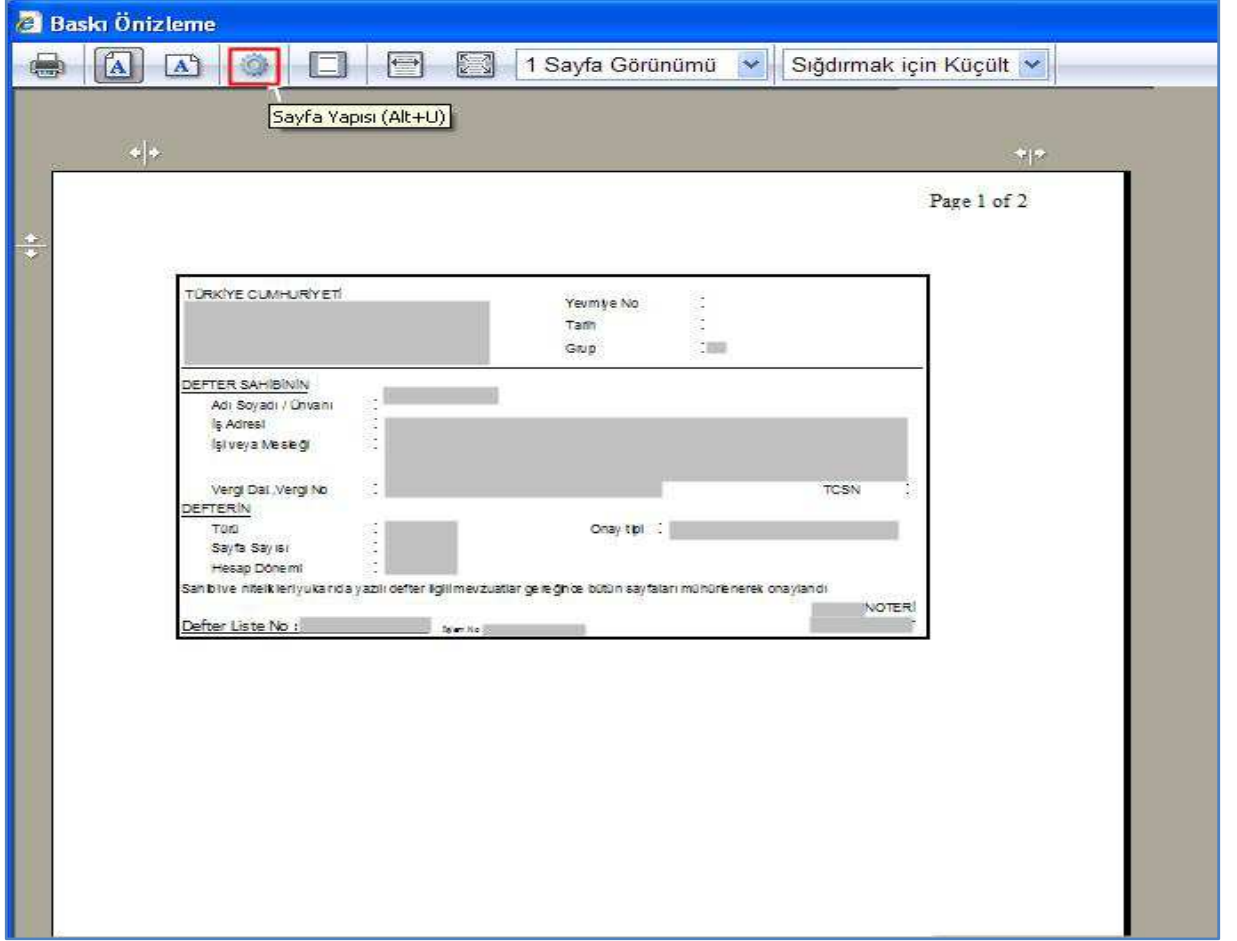 Baskı Önizleme
1 Sayfa Görünümü Sığdırmak için Küçült
Sayfa Yapısı (Alt+U)
Page 1 of 2
TÜRKİYE CUMHURİYETİ
Yevmiye No :
Tarih :
Grup :
DEFTER SAHİBİNİN
Adı Soyadı / Ünvanı :
İş Adresi :
İşi veya Mesleği :
Vergi Dai.,Vergi No : TCSN :
DEFTERİN
Türü : Onay tipi :
Sayfa Sayısı :
Hesap Dönemi :
Sahibi ve nitelikleri yukarıda yazılı defter ilgili mevzuatlar gereğince bütün sayfaları mühürlenerek onaylandı
NOTERİ
Defter Liste No : İşlem No